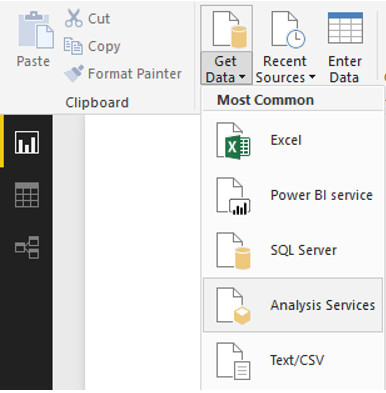 Paste
Cut
Copy
Format Painter
Clipboard
Get
Data
Recent
Sources
Enter
Data
Most Common
Excel
Power BI service
SQL Server
Analysis Services
Text/CSV